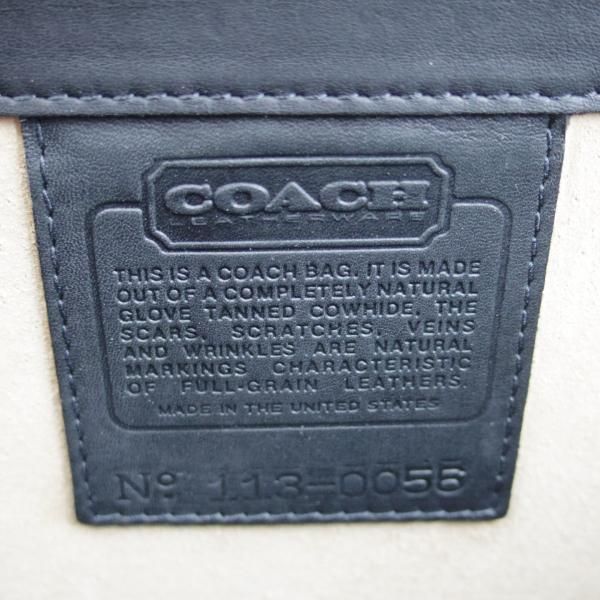 COACH
LEATHERWARE
THIS IS A COACH BAG. IT IS MADE
OUT OF A COMPLETELY NATURAL
GLOVE TANNED COWHIDE, THE
SCARS, SCRATCHES, VEINS
AND WRINKLES ARE NATURAL
MARKINGS CHARACTERISTIC
OF FULL-GRAIN LEATHERS.
MADE IN THE UNITED STATES
No 113-0056